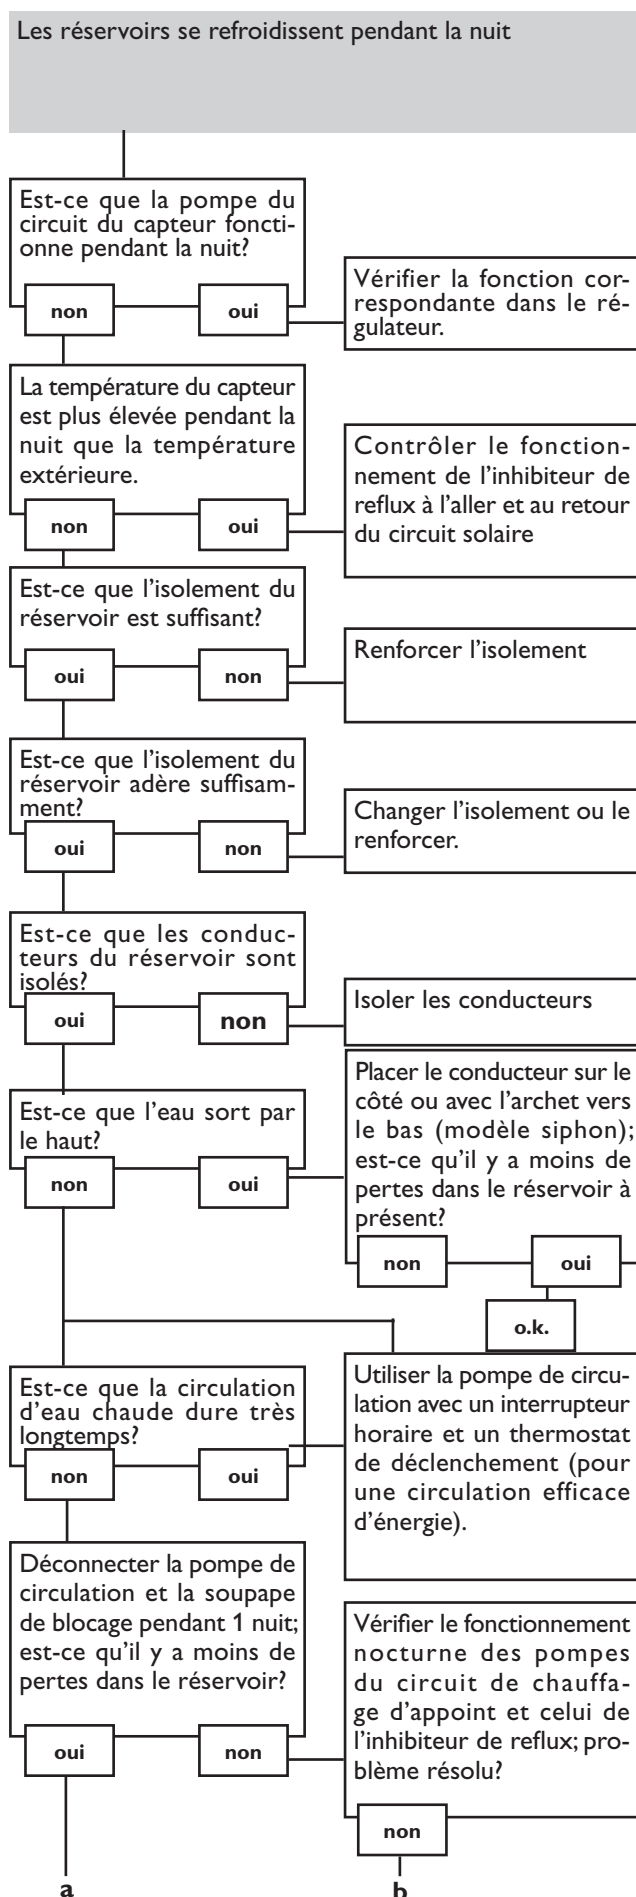 Les réservoirs se refroidissent pendant la nuit
Est-ce que la pompe du
circuit du capteur foncti-
onne pendant la nuit?
non
oui
Vérifier la fonction cor-
respondante dans le ré-
gulateur.
La température du capteur
est plus élevée pendant la
nuit que la température
extérieure.
non
oui
Contrôler le fonction-
nement de l'inhibiteur de
reflux à l'aller et au retour
du circuit solaire
Est-ce que l'isolement du
réservoir est suffisant?
oui
non
Renforcer l'isolement
Est-ce que l'isolement du
réservoir adère suffisam-
ment?
oui
non
Changer l'isolement ou le
renforcer.
Est-ce que les conduc-
teurs du réservoir sont
isolés?
oui
non
Isoler les conducteurs
Est-ce que l'eau sort par
le haut?
non
oui
Placer le conducteur sur le
côté ou avec l'archet vers
le bas (modèle siphon);
est-ce qu'il y a moins de
pertes dans le réservoir à
présent?
non
oui
o.k.
Est-ce que la circulation
d'eau chaude dure très
longtemps?
non
oui
Utiliser la pompe de circu-
lation avec un interrupteur
horaire et un thermostat
de déclenchement (pour
une circulation efficace
d'énergie).
Déconnecter la pompe de
circulation et la soupape
de blocage pendant 1 nuit;
est-ce qu'il y a moins de
pertes dans le réservoir?
oui
non
Vérifier le fonctionnement
nocturne des pompes
du circuit de chauffa-
ge d'appoint et celui de
l'inhibiteur de reflux; pro-
blème résolu?
non
a
b